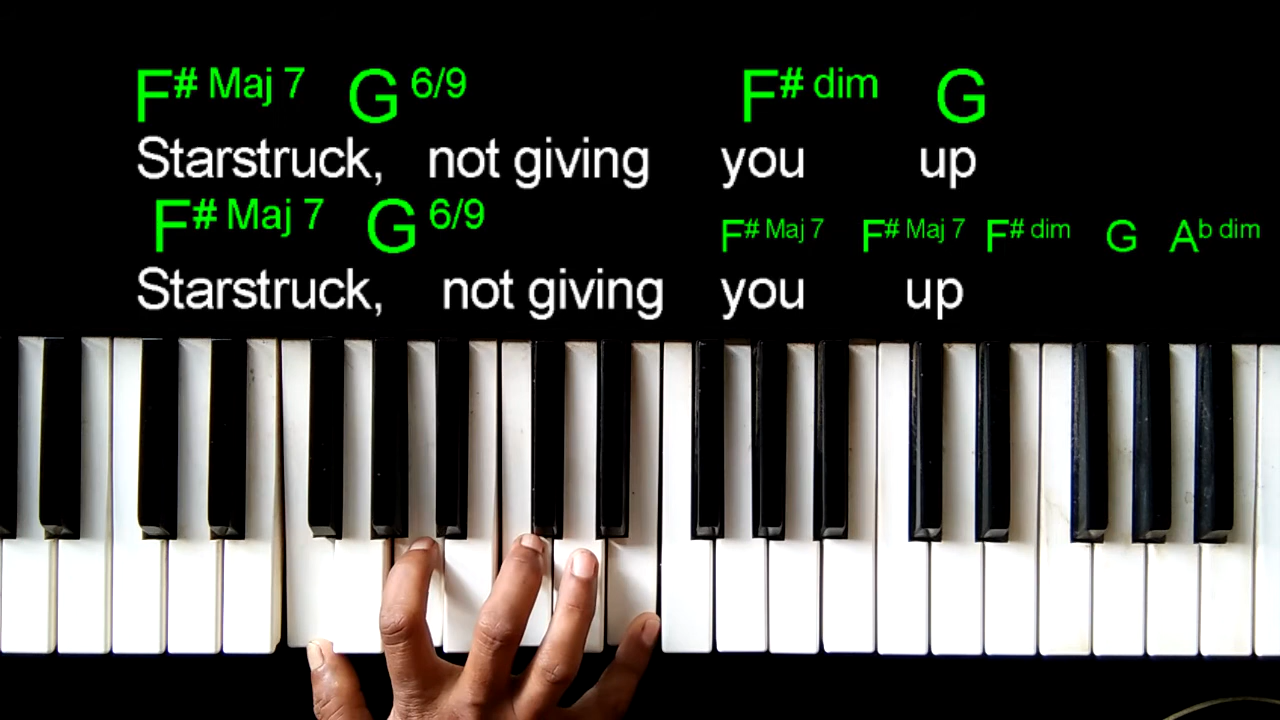 F# Maj 7 G 6/9 F# dim G
Starstruck, not giving you up
F# Maj 7 G 6/9 F# Maj 7 F# Maj 7 F# dim G Ab dim
Starstruck, not giving you up